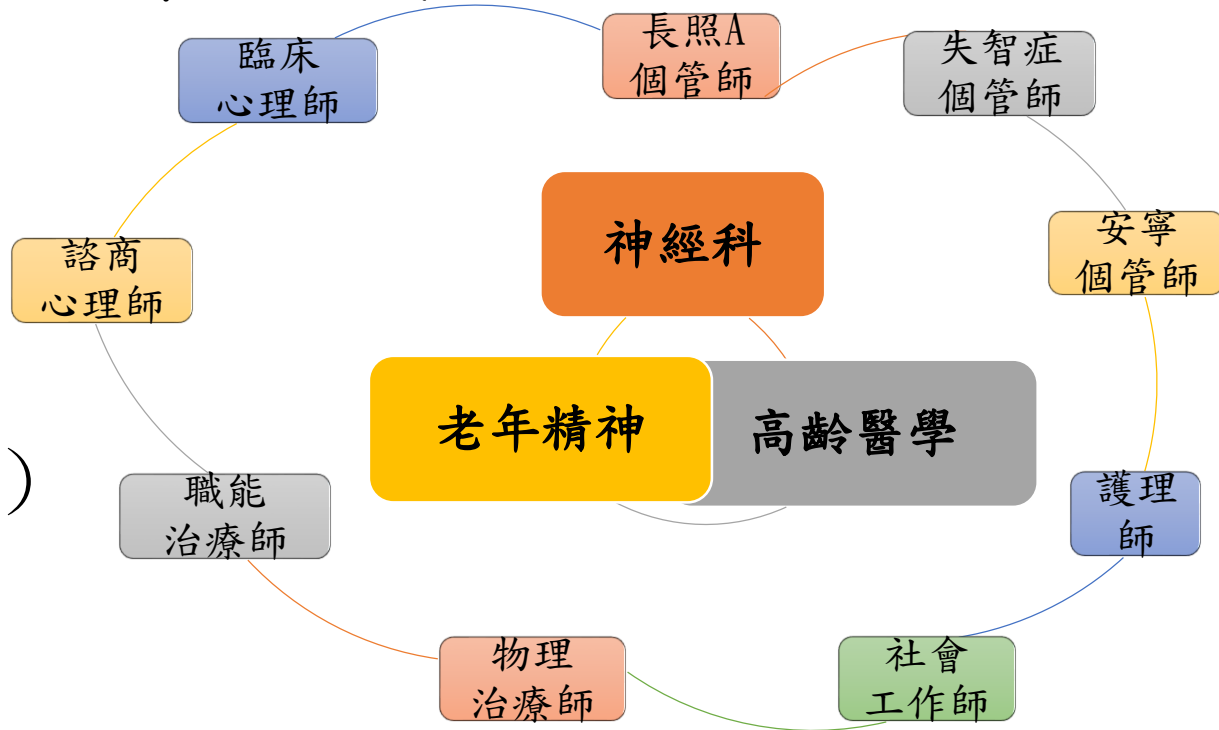 長照A
個管師
失智症
個管師
安寧
個管師
護理
師
社會
工作師
物理
治療師
職能
治療師
諮商
心理師
臨床
心理師
神經科
老年精神
高齡醫學
)